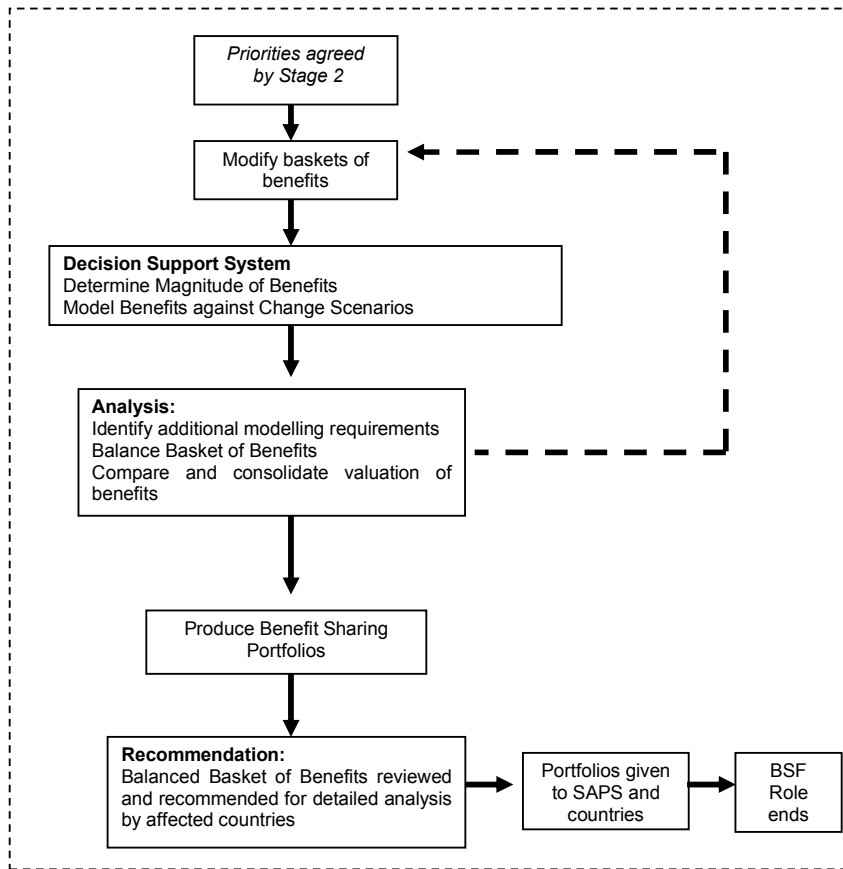 Priorities agreed
by Stage 2
Modify baskets of
benefits
Decision Support System
Determine Magnitude of Benefits
Model Benefits against Change Scenarios
Analysis:
Identify additional modelling requirements
Balance Basket of Benefits
Compare and consolidate valuation of
benefits
Produce Benefit Sharing
Portfolios
Recommendation:
Balanced Basket of Benefits reviewed
and recommended for detailed analysis
by affected countries
Portfolios given
to SAPS and
countries
BSF
Role
ends